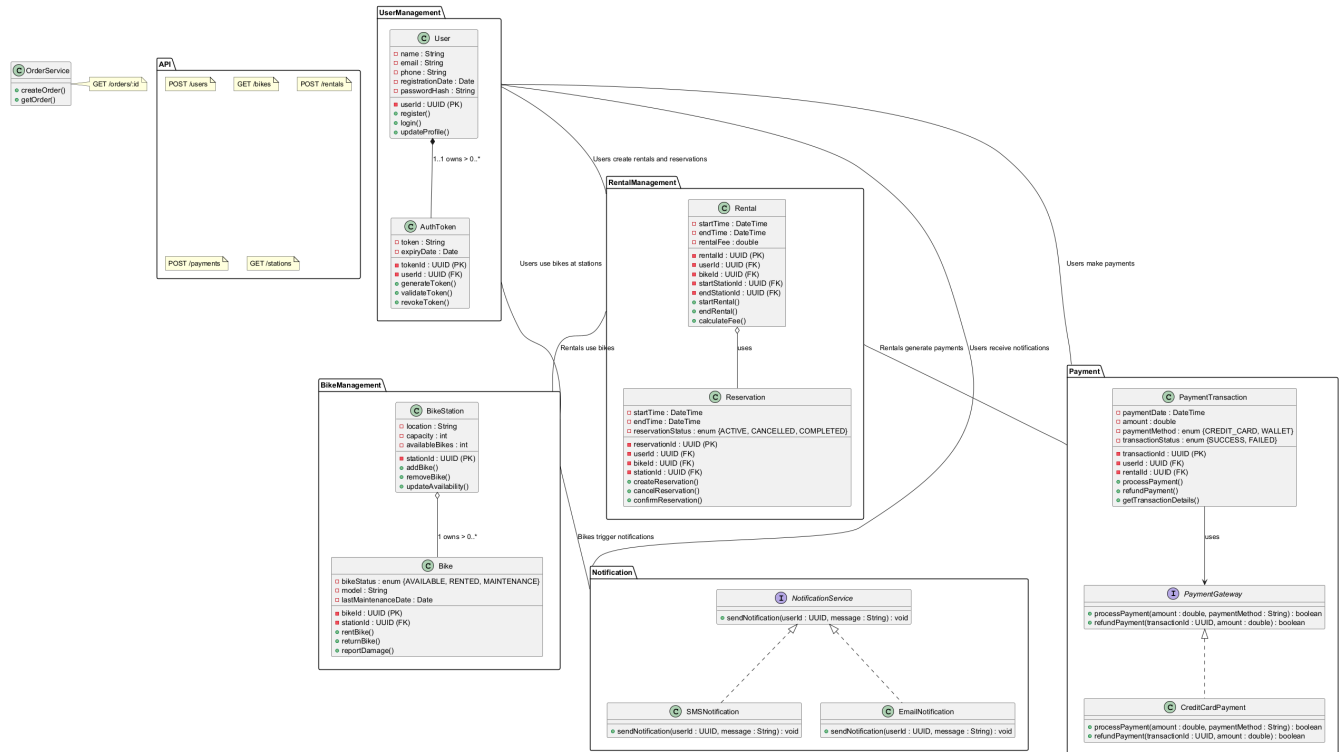 OrderService
createOrder()
getOrder()
GET /orders/:id
API
POST /users
GET /bikes
POST /rentals
POST /payments
GET /stations
UserManagement
User
name : String
email : String
phone : String
registrationDate : Date
passwordHash : String
userId : UUID (PK)
register()
login()
updateProfile()
1..1 owns > 0..*
AuthToken
token : String
expiryDate : Date
tokenId : UUID (PK)
userId : UUID (FK)
generateToken()
validateToken()
revokeToken()
Users create rentals and reservations
Users use bikes at stations
Users make payments
Rentals use bikes
Rentals generate payments
Users receive notifications
RentalManagement
Rental
startTime : DateTime
endTime : DateTime
rentalFee : double
rentalId : UUID (PK)
userId : UUID (FK)
bikeId : UUID (FK)
startStationId : UUID (FK)
endStationId : UUID (FK)
startRental()
endRental()
calculateFee()
uses
Reservation
startTime : DateTime
endTime : DateTime
reservationStatus : enum {ACTIVE, CANCELLED, COMPLETED}
reservationId : UUID (PK)
userId : UUID (FK)
bikeId : UUID (FK)
stationId : UUID (FK)
createReservation()
cancelReservation()
confirmReservation()
BikeManagement
BikeStation
location : String
capacity : int
availableBikes : int
stationId : UUID (PK)
addBike()
removeBike()
updateAvailability()
1 owns > 0..*
Bike
bikeStatus : enum {AVAILABLE, RENTED, MAINTENANCE}
model : String
lastMaintenanceDate : Date
bikeId : UUID (PK)
stationId : UUID (FK)
rentBike()
returnBike()
reportDamage()
Bikes trigger notifications
Notification
NotificationService
sendNotification(userId : UUID, message : String) : void
SMSNotification
sendNotification(userId : UUID, message : String) : void
EmailNotification
sendNotification(userId : UUID, message : String) : void
Payment
PaymentTransaction
paymentDate : DateTime
amount : double
paymentMethod : enum {CREDIT_CARD, WALLET}
transactionStatus : enum {SUCCESS, FAILED}
transactionId : UUID (PK)
userId : UUID (FK)
rentalId : UUID (FK)
processPayment()
refundPayment()
getTransactionDetails()
uses
PaymentGateway
processPayment(amount : double, paymentMethod : String) : boolean
refundPayment(transactionId : UUID, amount : double) : boolean
CreditCardPayment
processPayment(amount : double, paymentMethod : String) : boolean
refundPayment(transactionId : UUID, amount : double) : boolean